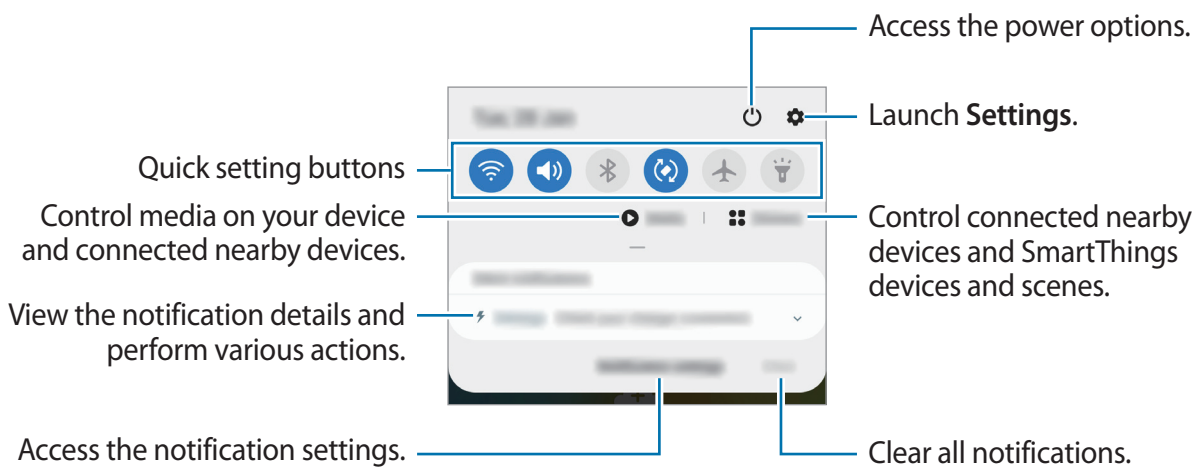 Access the power options.
Launch Settings.
Quick setting buttons
Control media on your device
and connected nearby devices.
Control connected nearby
devices and SmartThings
devices and scenes.
View the notification details and
perform various actions.
Access the notification settings.
Clear all notifications.